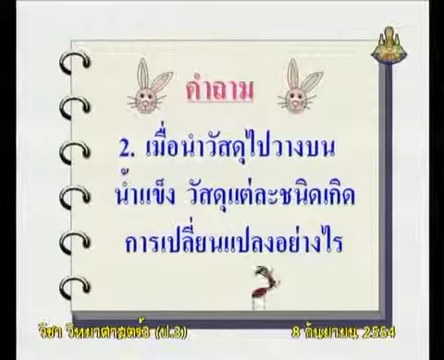 คำถาม
2. เมื่อนำวัสดุไปวางบน
น้ำแข็ง วัสดุแต่ละชนิดเกิด
การเปลี่ยนแปลงอย่างไร
วิชา วิทยาศาสตร์3 (ป.3) 8 กันยายน 2554